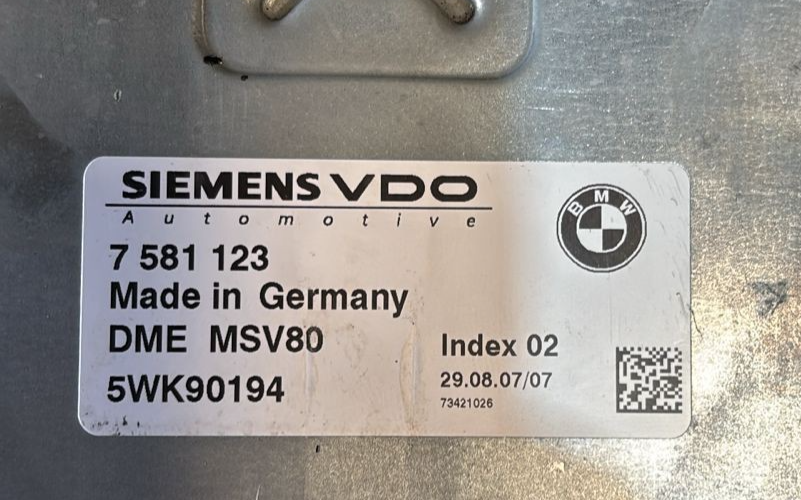 SIEMENS VDO
Automotive
BMW
7 581 123
Made in Germany
DME MSV80
Index 02
5WK90194
29.08.07/07
73421026